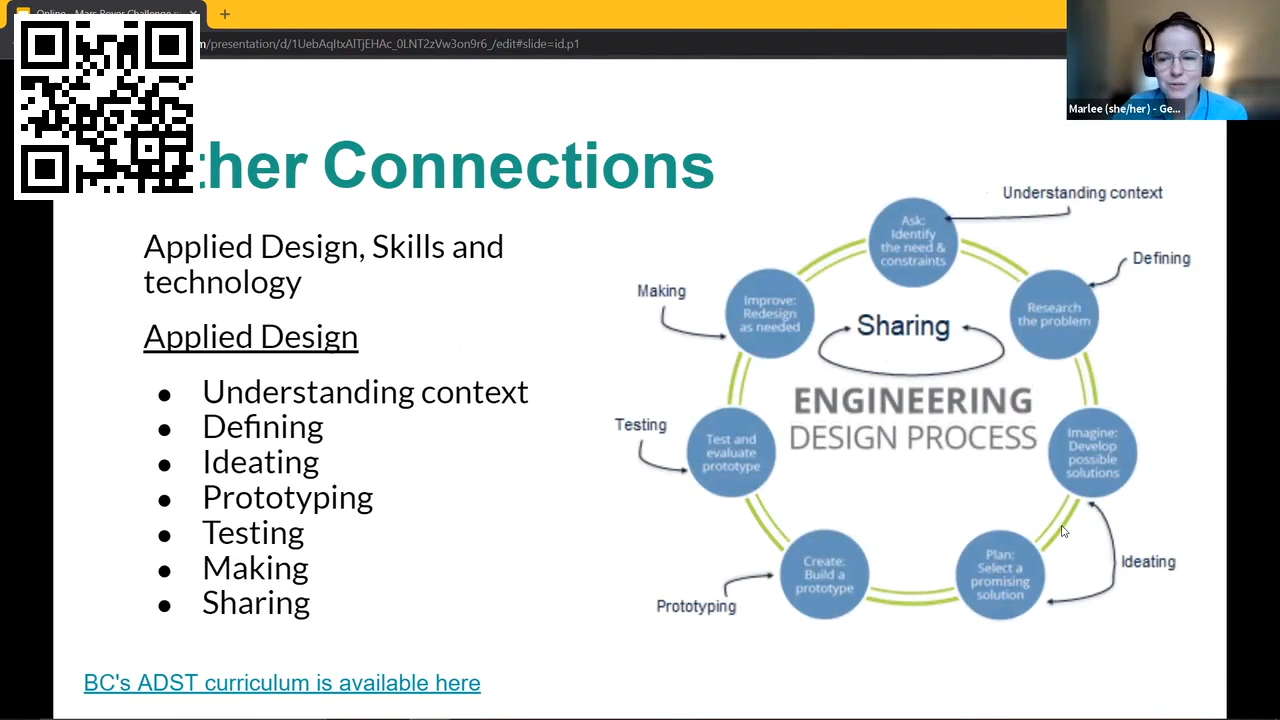 Online - Mars Rover Challenge
m/presentation/d/1UebAqItxAlTjEHAc_0LNT2zVw3on9r6_/edit#slide=id.p1
Marlee (she/her) - Ge...
ther Connections
Applied Design, Skills and
technology
Applied Design
● Understanding context
● Defining
● Ideating
● Prototyping
● Testing
● Making
● Sharing
BC's ADST curriculum is available here
Understanding context
Ask:
Identify
the need &
constraints
Defining
Research
the problem
Imagine:
Develop
possible
solutions
Ideating
Plan:
Select a
promising
solution
Create:
Build a
prototype
Prototyping
Test and
evaluate
prototype
Testing
Improve:
Redesign
as needed
Making
Sharing
ENGINEERING
DESIGN PROCESS